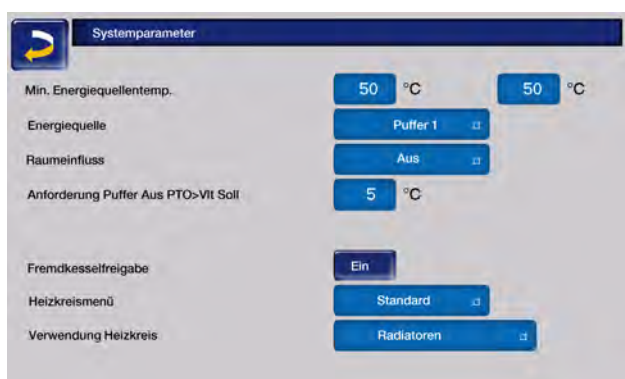 Systemparameter
Min. Energiequellentemp. 50 °C 50 °C
Energiequelle Puffer 1
Raumeinfluss Aus
Anforderung Puffer Aus PTO>Vlt Soll 5 °C
Fremdkesselfreigabe Ein
Heizkreismenü Standard
Verwendung Heizkreis Radiatoren